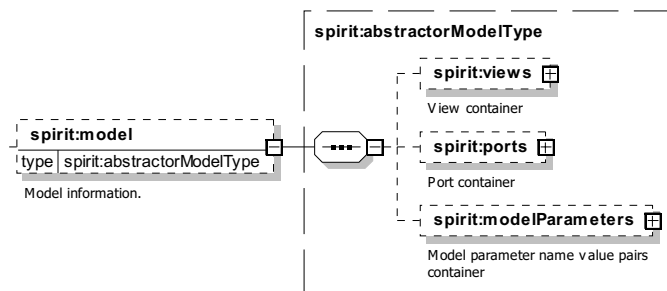 spirit:abstractorModelType
spirit:views
View container
spirit:model
type spirit:abstractorModelType
Model information.
spirit:ports
Port container
spirit:modelParameters
Model parameter name value pairs
container